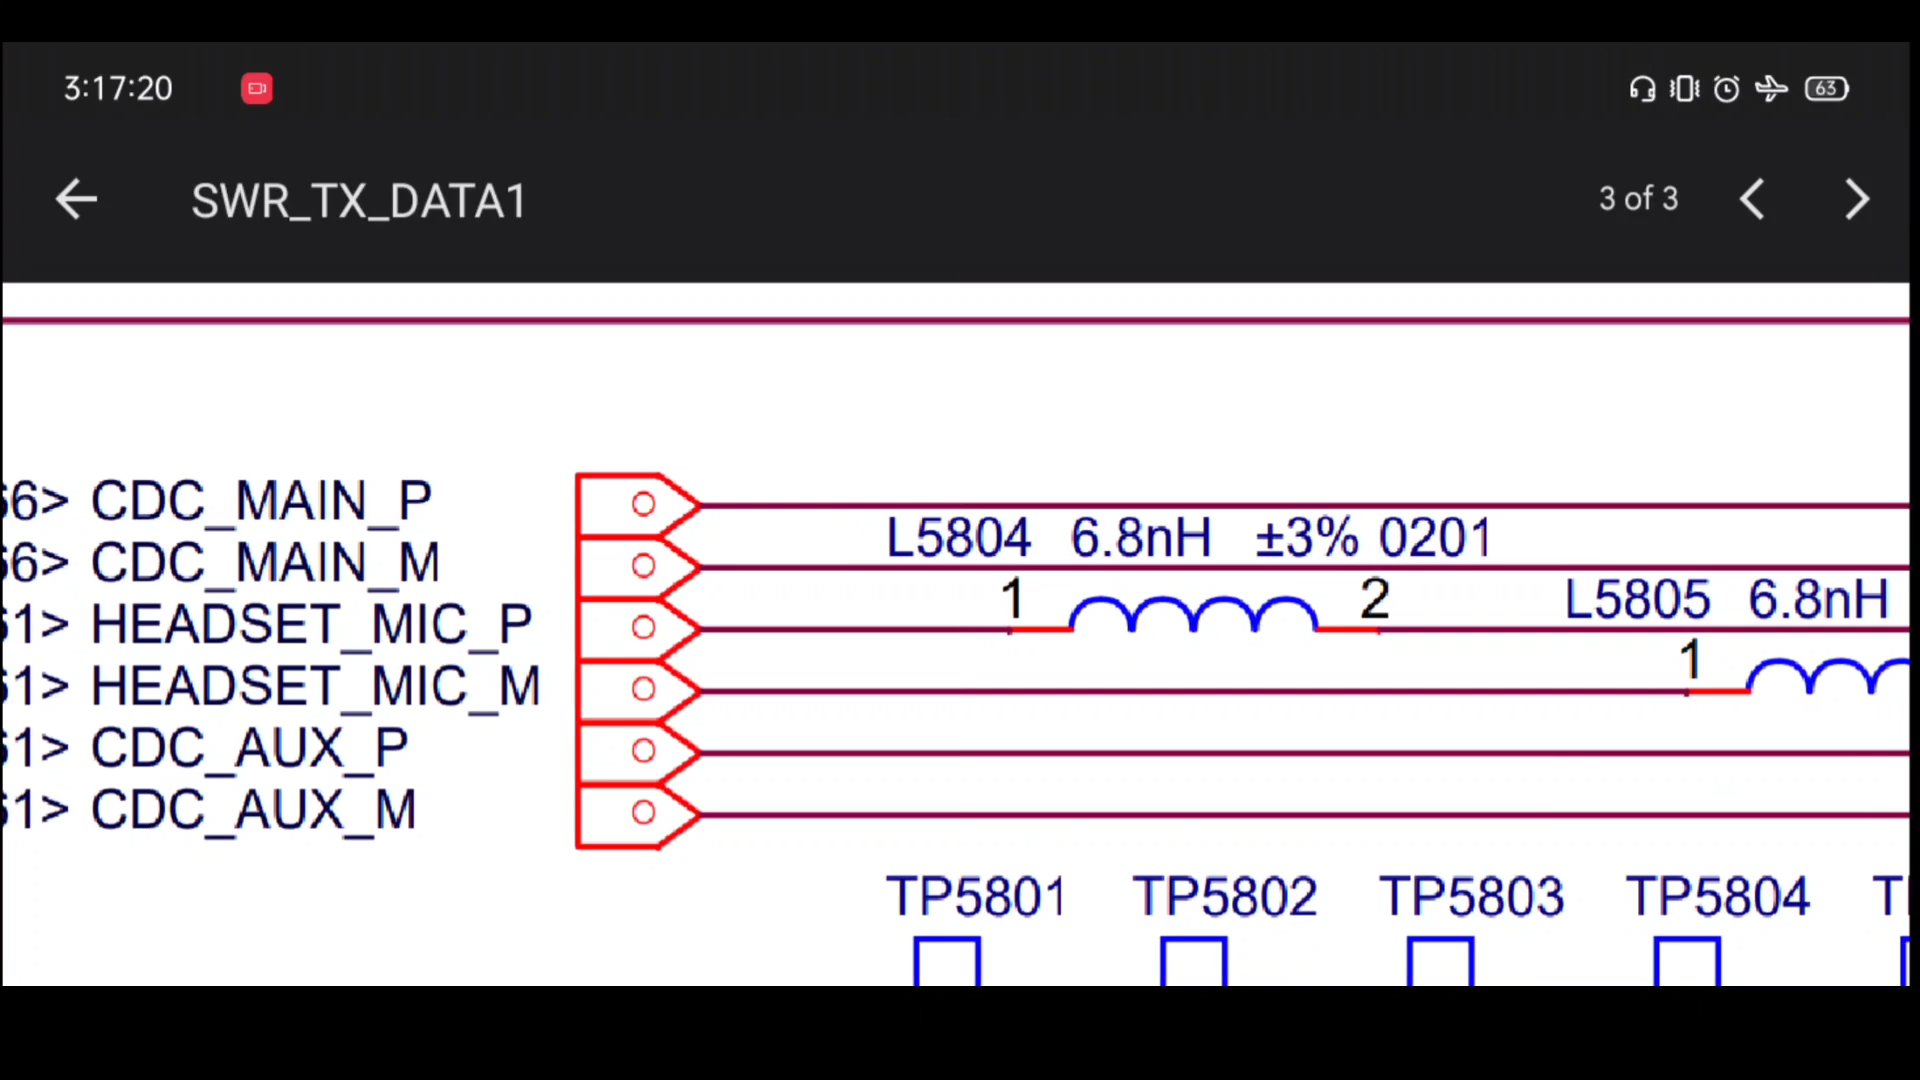 3:17:20 63
SWR_TX_DATA1 3 of 3
6> CDC_MAIN_P
L5804 6.8nH ±3% 0201
6> CDC_MAIN_M
1 2 L5805 6.8nH
1> HEADSET_MIC_P
1
1> HEADSET_MIC_M
1> CDC_AUX_P
1> CDC_AUX_M
TP5801 TP5802 TP5803 TP5804